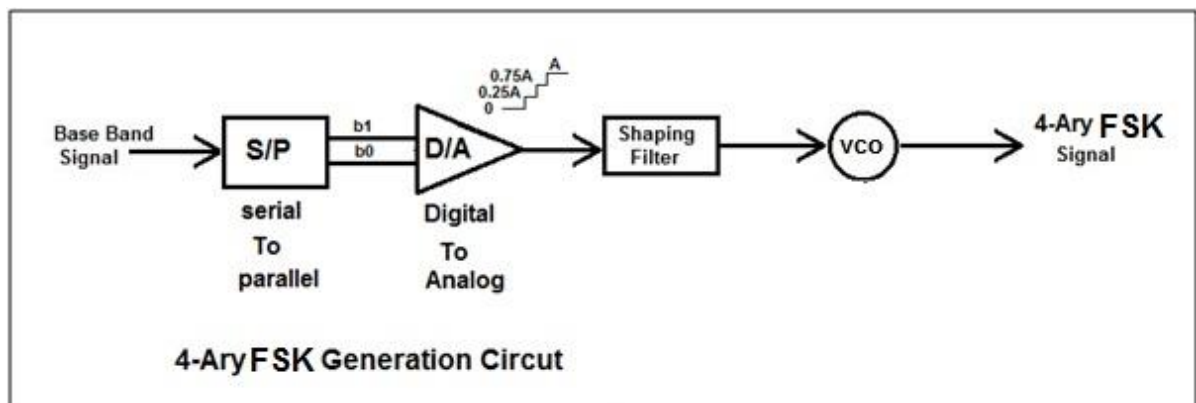 A
0.75A
0.25A
0
Base Band
Signal
S/P
b1
b0
D/A
Shaping
Filter
VCO
4-Ary FSK
Signal
serial
To
parallel
Digital
To
Analog
4-Ary FSK Generation Circut